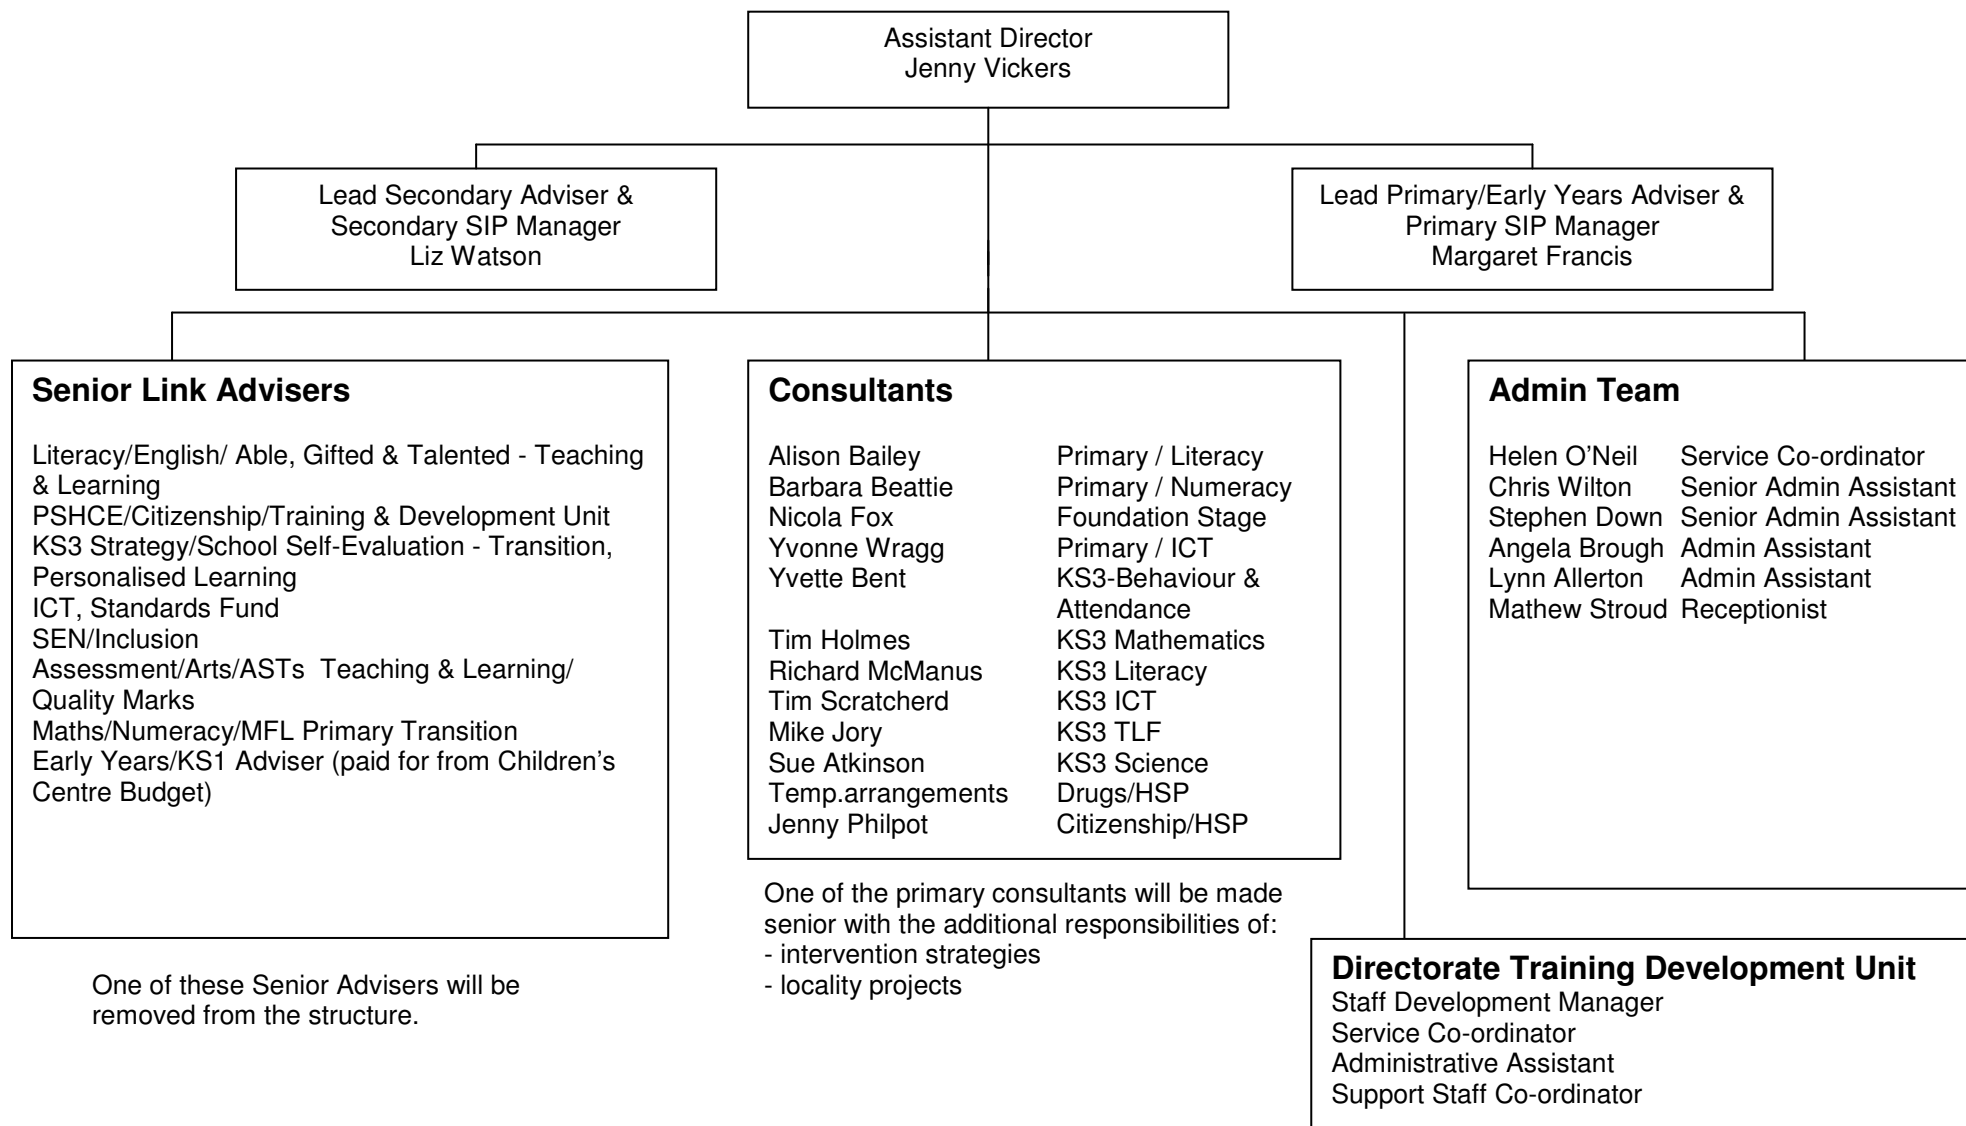 Assistant Director
Jenny Vickers
Lead Secondary Adviser &
Secondary SIP Manager
Liz Watson
Lead Primary/Early Years Adviser &
Primary SIP Manager
Margaret Francis
Senior Link Advisers
Literacy/English/ Able, Gifted & Talented - Teaching
& Learning
PSHCE/Citizenship/Training & Development Unit
KS3 Strategy/School Self-Evaluation - Transition,
Personalised Learning
ICT, Standards Fund
SEN/Inclusion
Assessment/Arts/ASTs  Teaching & Learning/
Quality Marks
Maths/Numeracy/MFL Primary Transition
Early Years/KS1 Adviser (paid for from Children’s
Centre Budget)
One of these Senior Advisers will be
removed from the structure.
Consultants
Alison Bailey Primary / Literacy
Barbara Beattie Primary / Numeracy
Nicola Fox Foundation Stage
Yvonne Wragg Primary / ICT
Yvette Bent KS3-Behaviour &
Attendance
Tim Holmes KS3 Mathematics
Richard McManus KS3 Literacy
Tim Scratcherd KS3 ICT
Mike Jory KS3 TLF
Sue Atkinson KS3 Science
Temp.arrangements Drugs/HSP
Jenny Philpot Citizenship/HSP
One of the primary consultants will be made
senior with the additional responsibilities of:
- intervention strategies
- locality projects
Admin Team
Helen O’Neil Service Co-ordinator
Chris Wilton Senior Admin Assistant
Stephen Down Senior Admin Assistant
Angela Brough Admin Assistant
Lynn Allerton Admin Assistant
Mathew Stroud Receptionist
Directorate Training Development Unit
Staff Development Manager
Service Co-ordinator
Administrative Assistant
Support Staff Co-ordinator